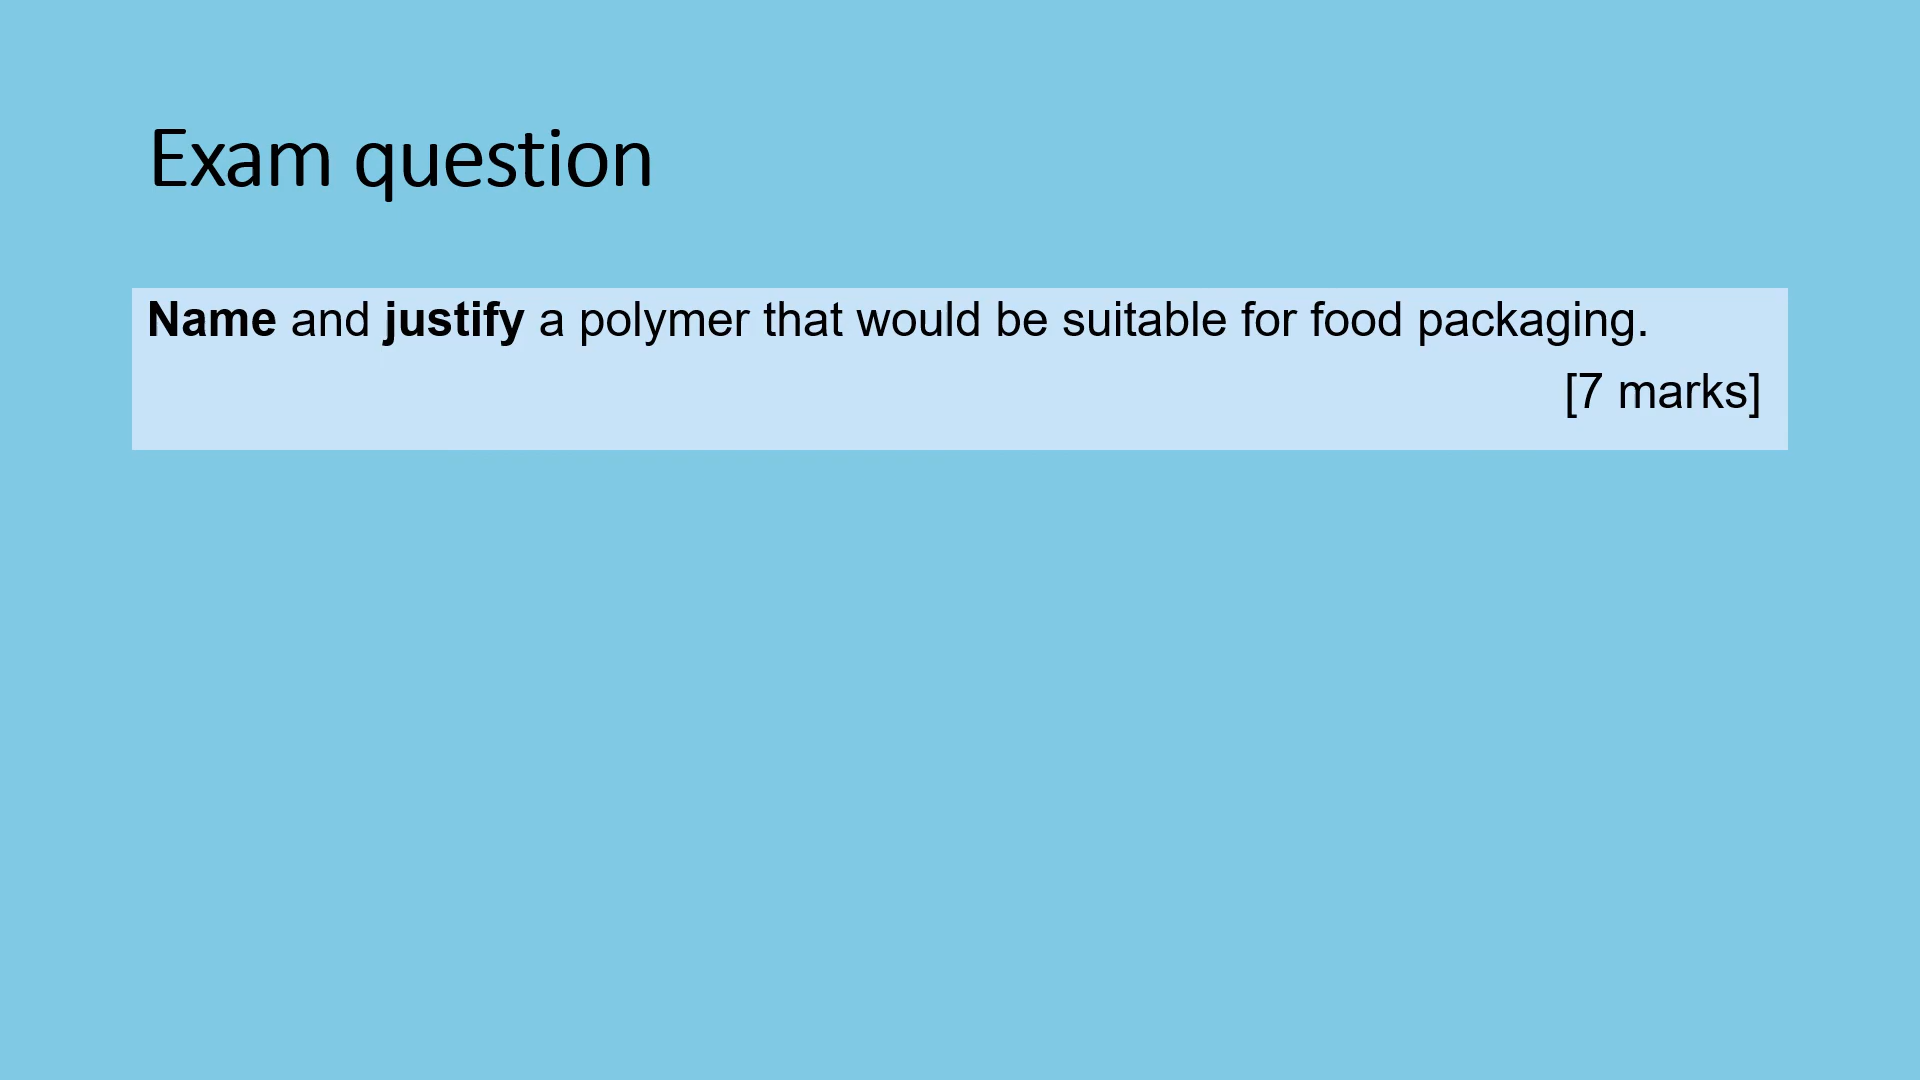 Exam question
Name and justify a polymer that would be suitable for food packaging.
[7 marks]